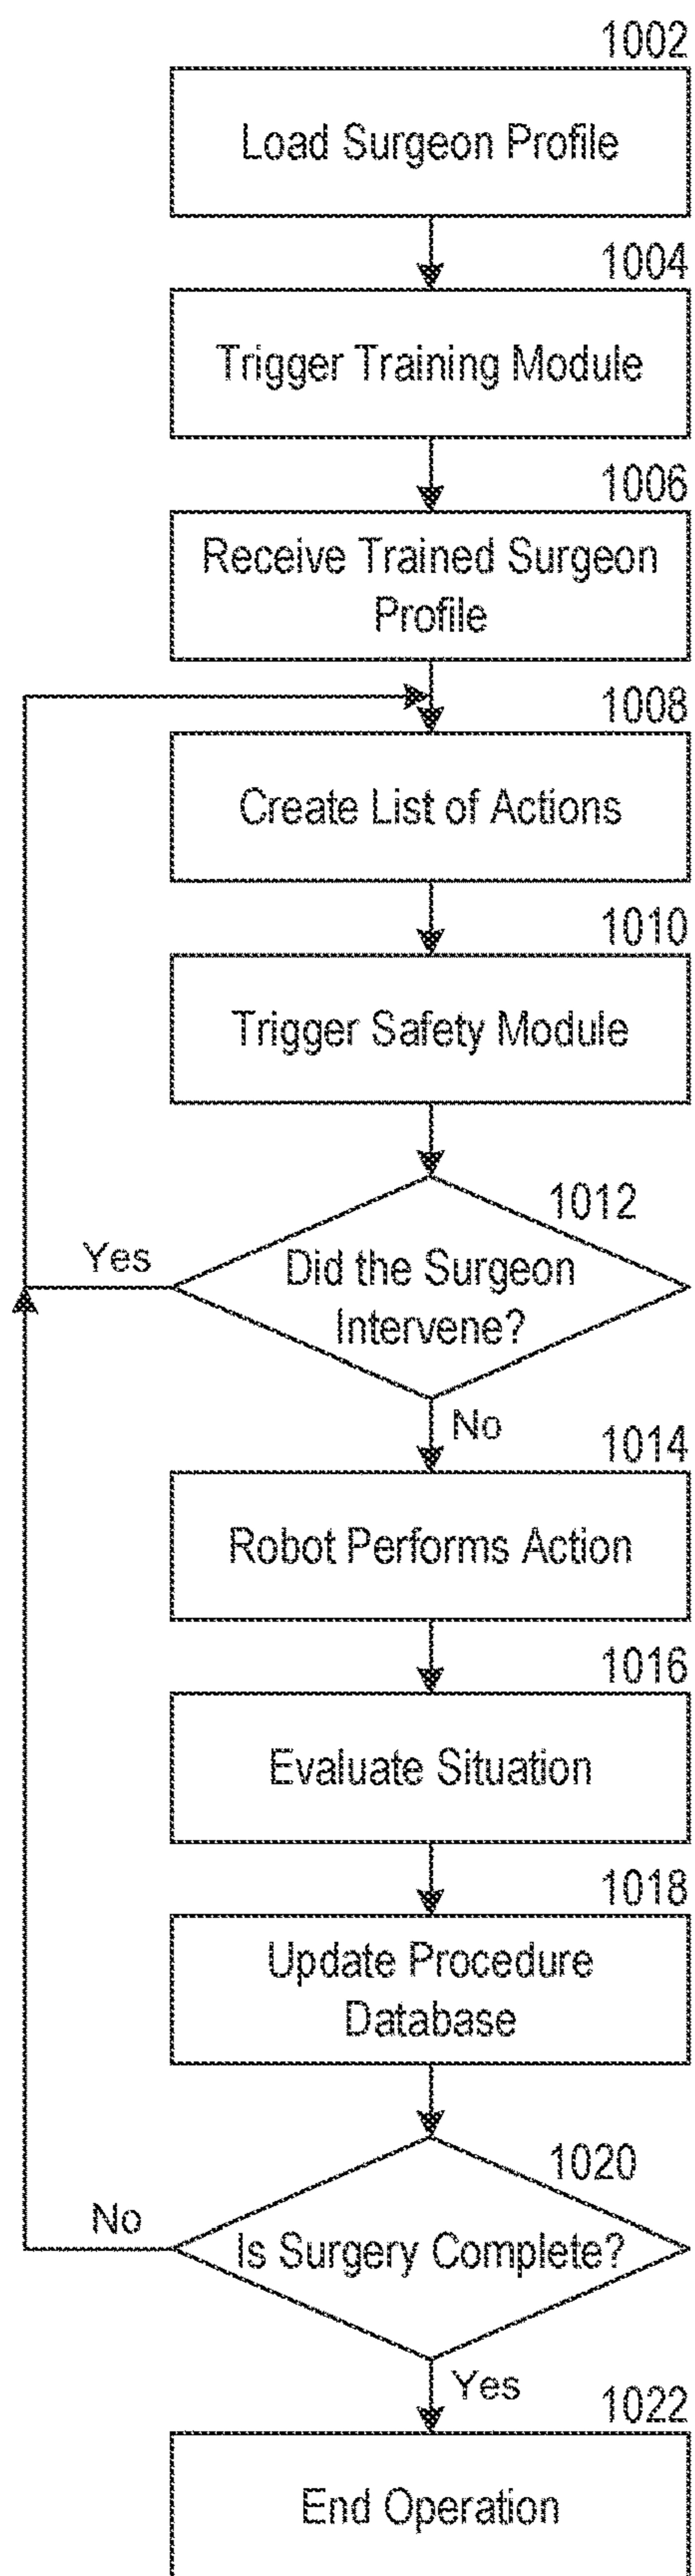 1002
Load Surgeon Profile
1004
Trigger Training Module
1006
Receive Trained Surgeon
Profile
1008
Create List of Actions
1010
Trigger Safety Module
1012
Yes
Did the Surgeon
Intervene?
No
1014
Robot Performs Action
1016
Evaluate Situation
1018
Update Procedure
Database
1020
No
Is Surgery Complete?
Yes
1022
End Operation